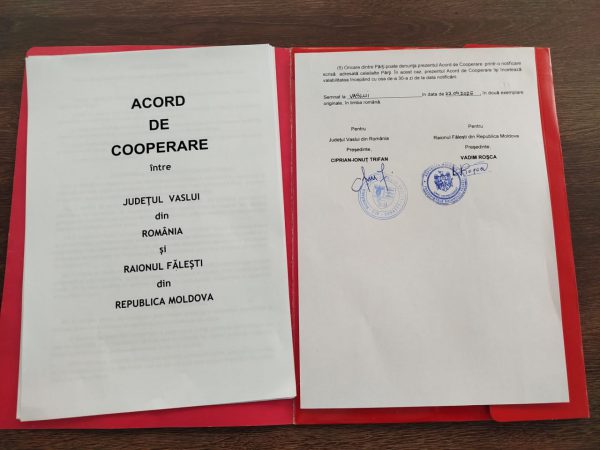 ACORD
DE
COOPERARE
între
JUDEȚUL VASLUI
din
ROMÂNIA
și
RAIONUL FĂLEȘTI
din
REPUBLICA MOLDOVA
(5) Oricare dintre Părți poate denunța prezentul Acord de Cooperare printr-o notificare
scrisă adresată celeilalte Părți. În acest caz, prezentul Acord de Cooperare își încetează
valabilitatea începând cu cea de-a 30-a zi de la data notificării.
Semnat la VASLUI, în data de 23.09.2025, în două exemplare
originale, în limba română.
Pentru
Județul Vaslui din România
Președinte,
CIPRIAN-IONUȚ TRIFAN
Pentru
Raionul Fălești din Republica Moldova
Președinte,
VADIM ROȘCA